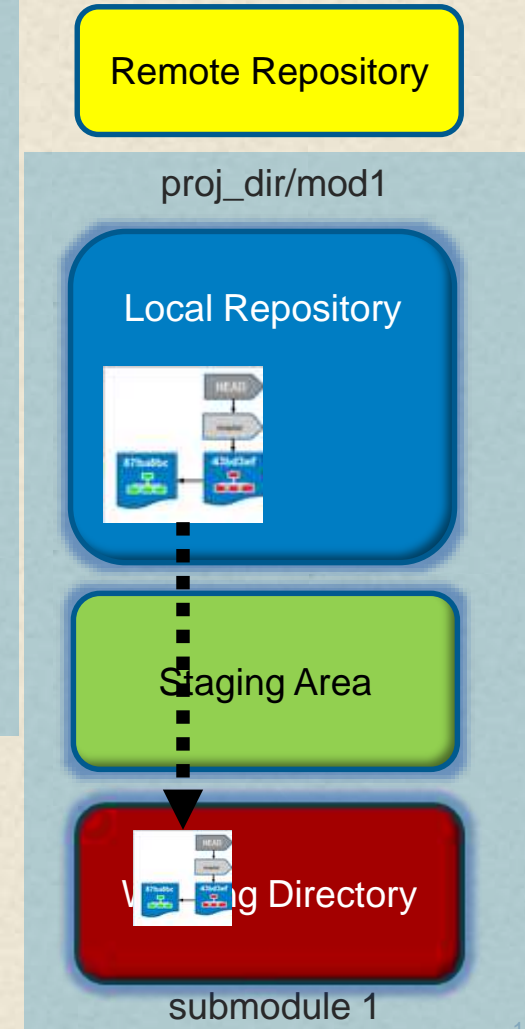 Remote Repository
proj_dir/mod1
Local Repository
HEAD
87ba8bc
43bd3ef
Staging Area
HEAD
87ba8bc
43bd3ef
Directory
submodule 1